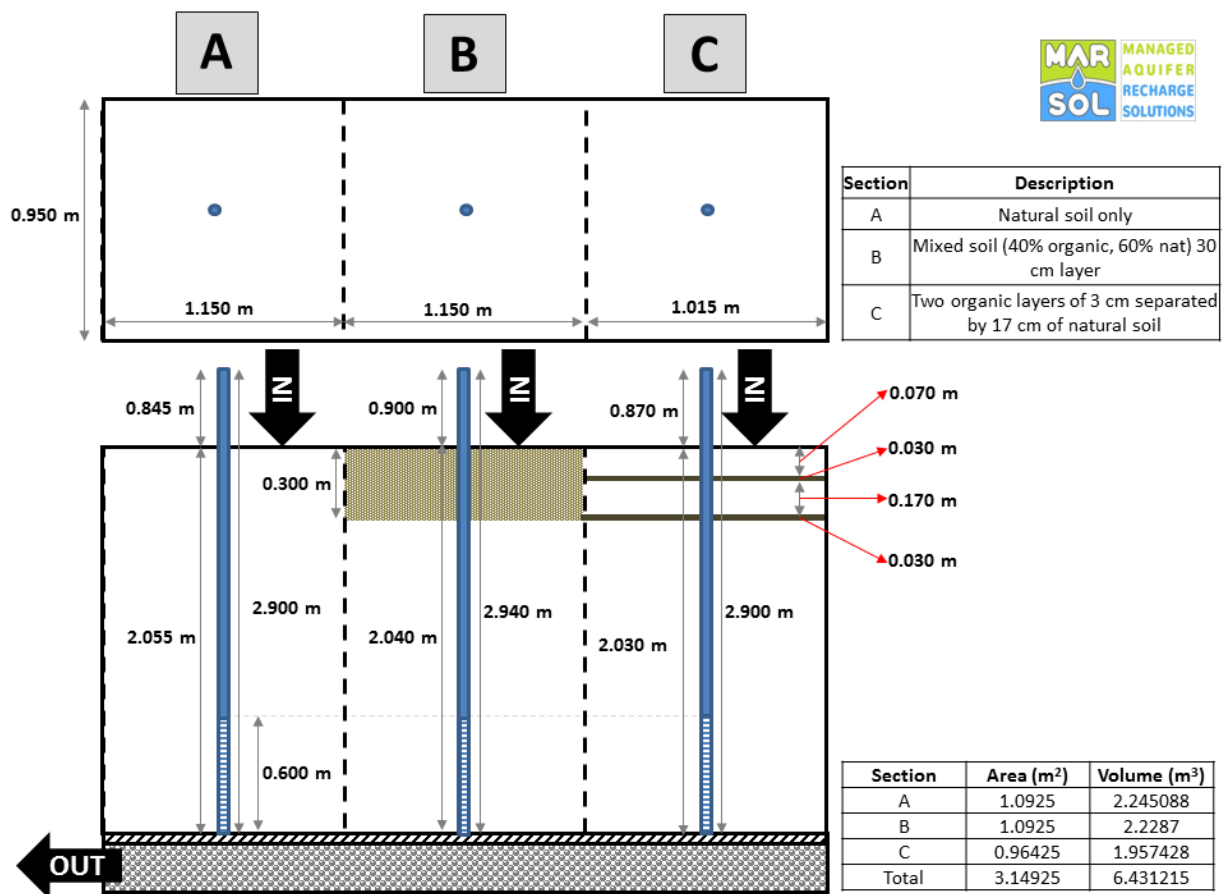 A
B
C
MAR
SOL
MANAGED
AQUIFER
RECHARGE
SOLUTIONS
0.950 m
1.150 m
1.150 m
1.015 m
Section Description
A Natural soil only
B Mixed soil (40% organic, 60% nat) 30
cm layer
C Two organic layers of 3 cm separated
by 17 cm of natural soil
IN
IN
IN
0.845 m
0.900 m
0.870 m
0.070 m
0.030 m
0.170 m
0.030 m
0.300 m
2.900 m
2.940 m
2.900 m
2.055 m
2.040 m
2.030 m
0.600 m
OUT
Section Area (m²) Volume (m³)
A 1.0925 2.245088
B 1.0925 2.2287
C 0.96425 1.957428
Total 3.14925 6.431215